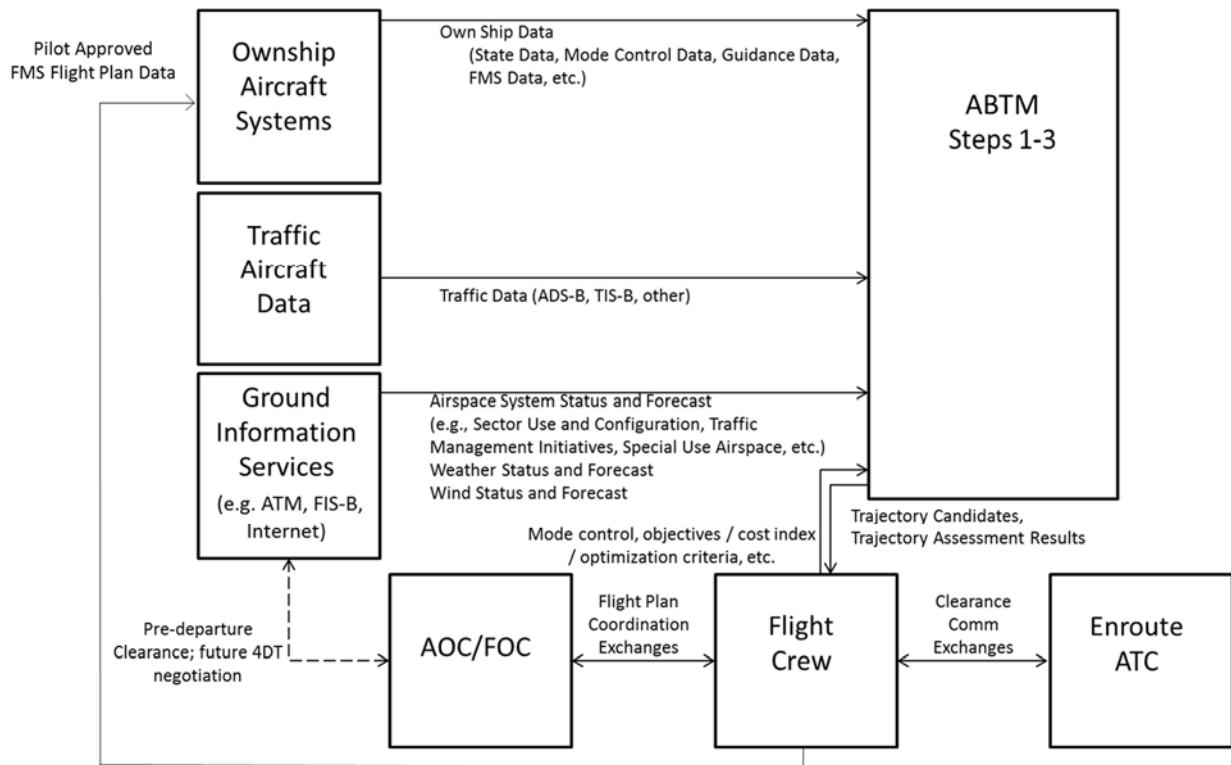 Pilot Approved
FMS Flight Plan Data
Ownship
Aircraft
Systems
Own Ship Data
(State Data, Mode Control Data, Guidance Data,
FMS Data, etc.)
ABTM
Steps 1-3
Traffic
Aircraft
Data
Traffic Data (ADS-B, TIS-B, other)
Ground
Information
Services
(e.g. ATM, FIS-B,
Internet)
Airspace System Status and Forecast
(e.g., Sector Use and Configuration, Traffic
Management Initiatives, Special Use Airspace, etc.)
Weather Status and Forecast
Wind Status and Forecast
Mode control, objectives / cost index
/ optimization criteria, etc.
Trajectory Candidates,
Trajectory Assessment Results
Pre-departure
Clearance; future 4DT
negotiation
AOC/FOC
Flight Plan
Coordination
Exchanges
Flight
Crew
Clearance
Comm
Exchanges
Enroute
ATC